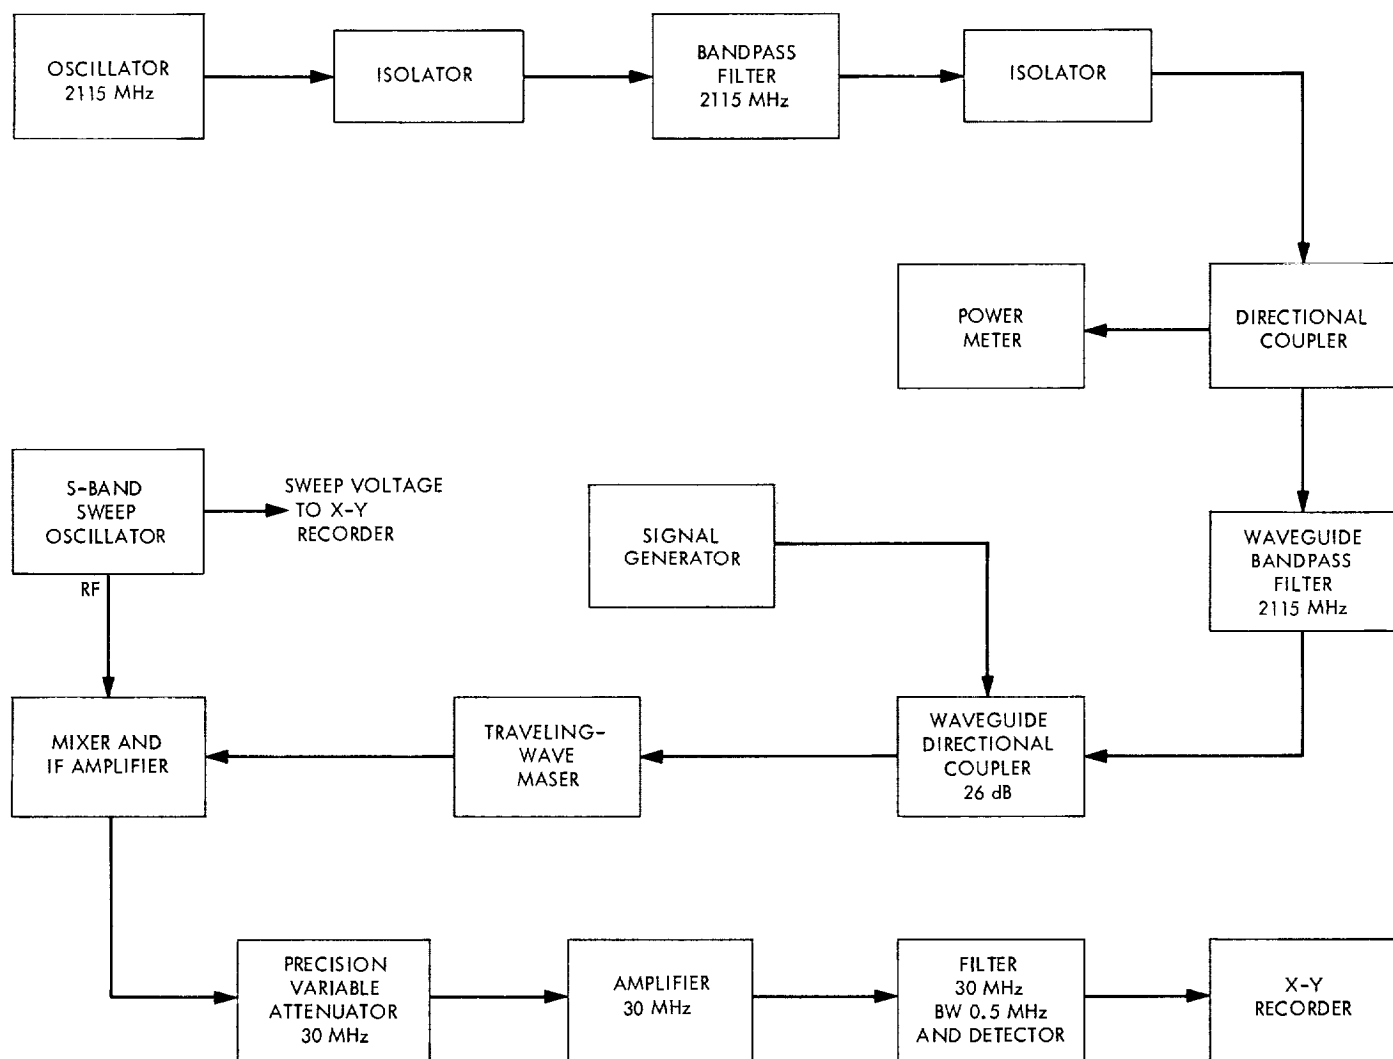 OSCILLATOR
2115 MHz
ISOLATOR
BANDPASS
FILTER
2115 MHz
ISOLATOR
POWER
METER
DIRECTIONAL
COUPLER
S-BAND
SWEEP
OSCILLATOR
SWEEP VOLTAGE
TO X-Y
RECORDER
SIGNAL
GENERATOR
WAVEGUIDE
BANDPASS
FILTER
2115 MHz
RF
MIXER AND
IF AMPLIFIER
TRAVELING-
WAVE
MASER
WAVEGUIDE
DIRECTIONAL
COUPLER
26 dB
PRECISION
VARIABLE
ATTENUATOR
30 MHz
AMPLIFIER
30 MHz
FILTER
30 MHz
BW 0.5 MHz
AND DETECTOR
X-Y
RECORDER